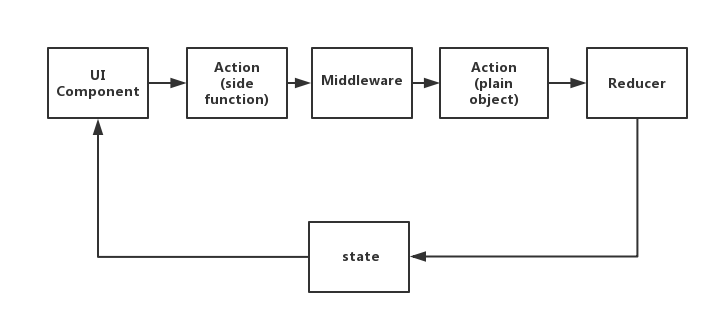 UI
Component
Action
(side
function)
Middleware
Action
(plain
object)
Reducer
state